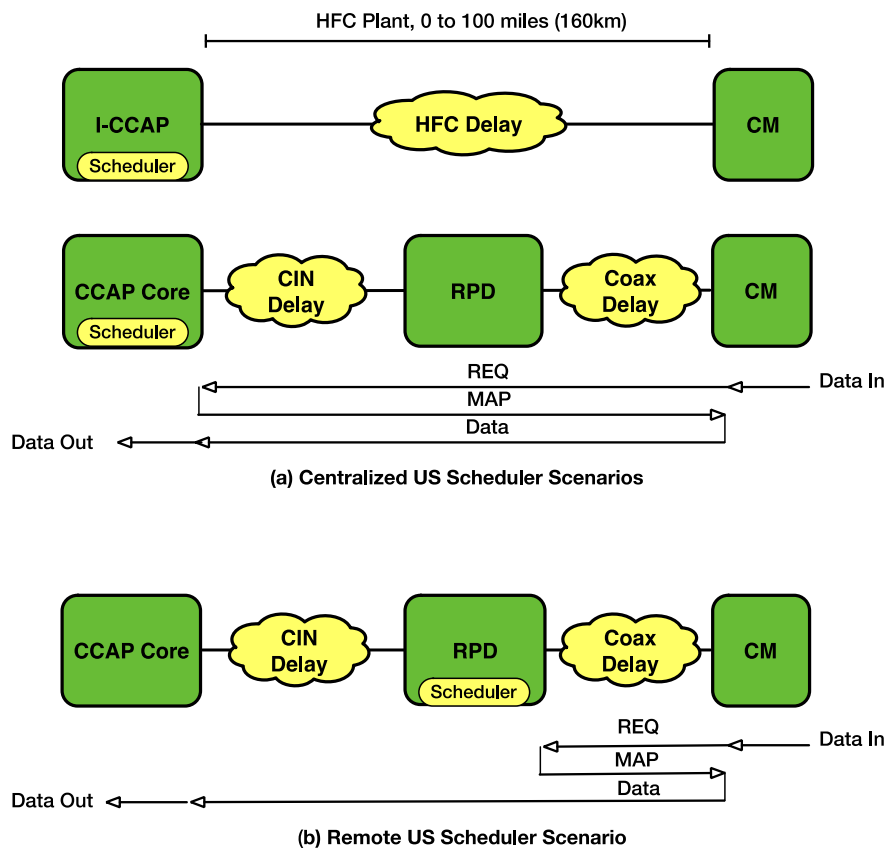 HFC Plant, 0 to 100 miles (160km)
I-CCAP
Scheduler
HFC Delay
CM
CCAP Core
Scheduler
CIN
Delay
RPD
Coax
Delay
CM
REQ
Data In
MAP
Data
Data Out
(a) Centralized US Scheduler Scenarios
CCAP Core
CIN
Delay
RPD
Scheduler
Coax
Delay
CM
REQ
Data In
MAP
Data
Data Out
(b) Remote US Scheduler Scenario